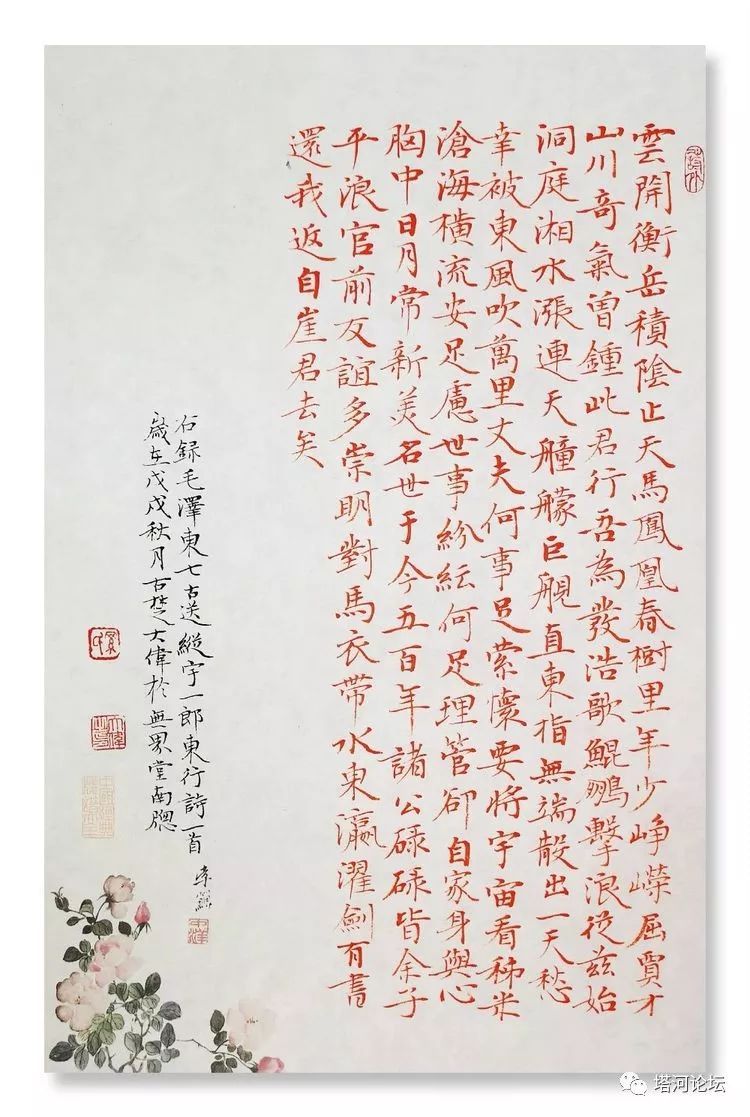 雲開衡岳積陰止天馬鳳凰春樹里年少崢嶸屈賈才
山川奇氣曾鍾此君行吾為發浩歌鯤鵬擊浪從茲始
洞庭湘水漲連天艟艨巨艦直東指無端散出一天愁
幸被東風吹萬里丈夫何事足縈懷要將宇宙看秭米
滄海橫流安足慮世事紛紜何足理管卻自家身與心
胸中日月常新美名世于今五百年諸公碌碌皆余子
平浪官前友誼多崇明對馬衣帶水東瀛濯劍有書
還我返自崖君去矣
右録毛澤東七古送縱宇一郎東行詩一首
歲在戊戌秋月古楚大偉於無界堂南牕
塔河论坛